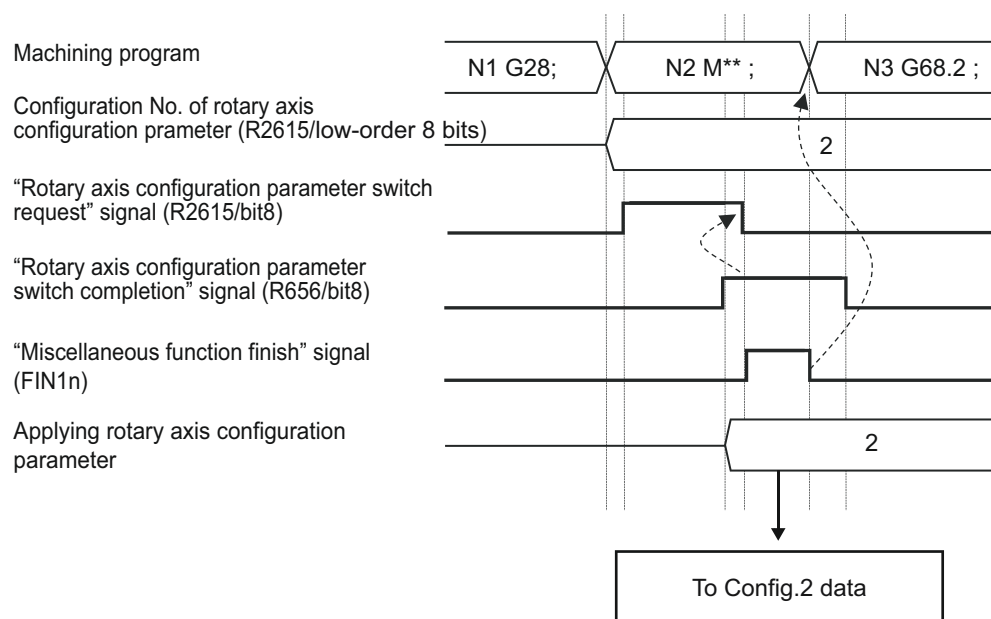 Machining program
N1 G28;
N2 M** ;
N3 G68.2 ;
Configuration No. of rotary axis
configuration prameter (R2615/low-order 8 bits)
2
“Rotary axis configuration parameter switch
request” signal (R2615/bit8)
“Rotary axis configuration parameter
switch completion” signal (R656/bit8)
“Miscellaneous function finish” signal
(FIN1n)
Applying rotary axis configuration
parameter
2
To Config.2 data